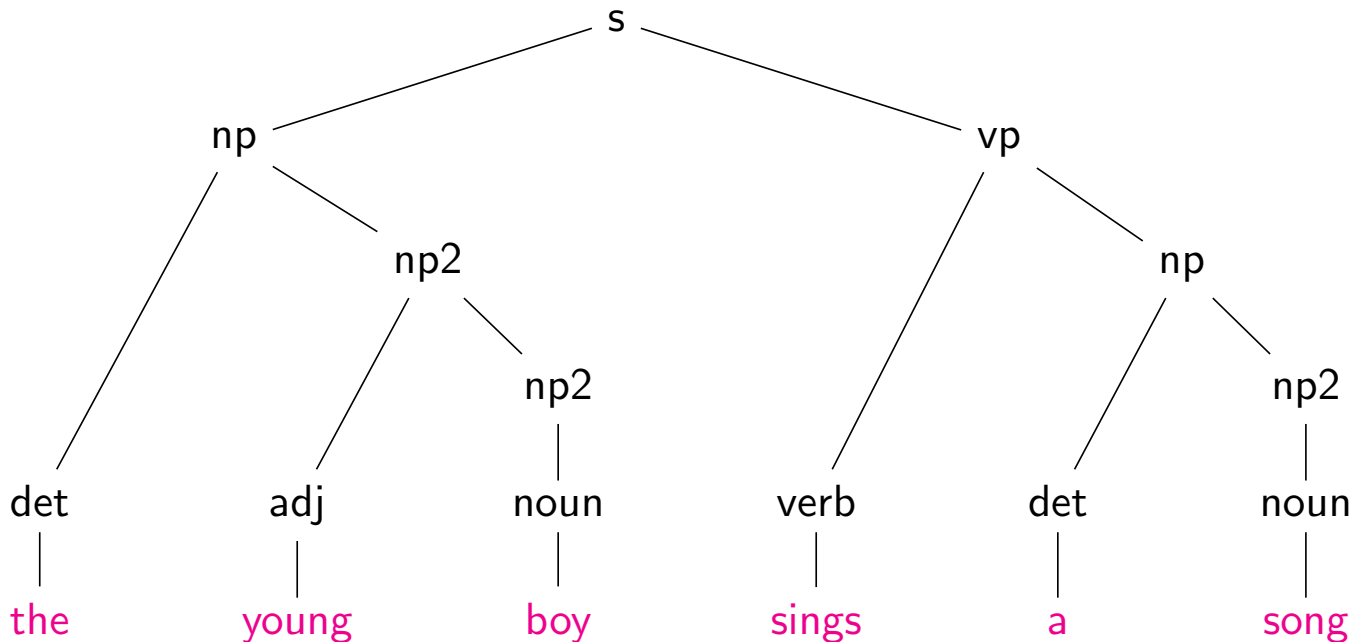 s
np vp
np2 np
np2 np2
det adj noun verb det noun
the young boy sings a song